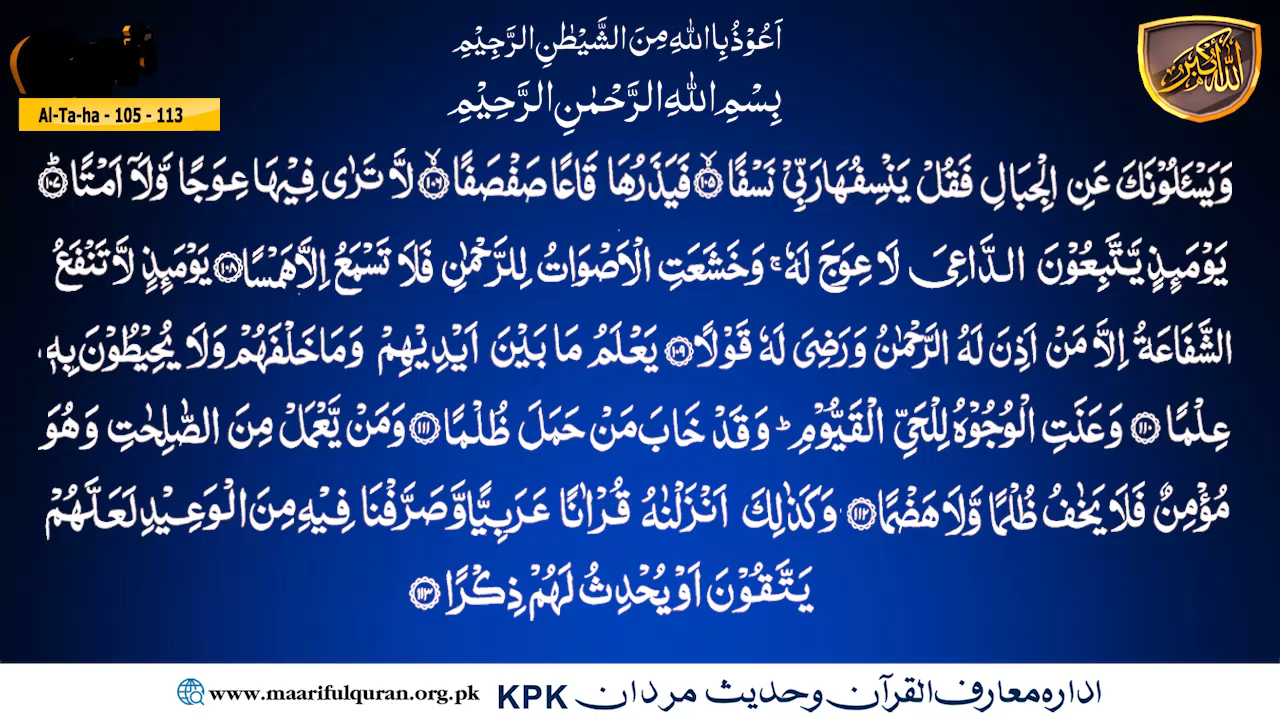 اَعُوْذُ بِاللّٰهِ مِنَ الشَّيْطٰنِ الرَّجِيْمِ
اللّٰه اکبر
بِسْمِ اللّٰهِ الرَّحْمٰنِ الرَّحِيْمِ
Al-Ta-ha - 105 - 113
وَيَسْـَٔلُوْنَكَ عَنِ الْجِبَالِ فَقُلْ يَنْسِفُهَا رَبِّيْ نَسْفًا ۙ۝۱۰۵ فَيَذَرُهَا قَاعًا صَفْصَفًا ۙ۝۱۰۶ لَّا تَرٰى فِيْهَا عِوَجًا وَّلَآ اَمْتًا ؕ۝۱۰۷
يَوْمَىِٕذٍ يَّتَّبِعُوْنَ الدَّاعِىَ لَا عِوَجَ لَهٗ ۚ وَخَشَعَتِ الْاَصْوَاتُ لِلرَّحْمٰنِ فَلَا تَسْمَعُ اِلَّا هَمْسًا ۝۱۰۸ يَوْمَىِٕذٍ لَّا تَنْفَعُ
الشَّفَاعَةُ اِلَّا مَنْ اَذِنَ لَهُ الرَّحْمٰنُ وَرَضِىَ لَهٗ قَوْلًا ۝۱۰۹ يَعْلَمُ مَا بَيْنَ اَيْدِيْهِمْ وَمَا خَلْفَهُمْ وَلَا يُحِيْطُوْنَ بِهٖ
عِلْمًا ۝۱۱۰ وَعَنَتِ الْوُجُوْهُ لِلْحَىِّ الْقَيُّوْمِ ؕ وَقَدْ خَابَ مَنْ حَمَلَ ظُلْمًا ۝۱۱۱ وَمَنْ يَّعْمَلْ مِنَ الصّٰلِحٰتِ وَهُوَ
مُؤْمِنٌ فَلَا يَخٰفُ ظُلْمًا وَّلَا هَضْمًا ۝۱۱۲ وَكَذٰلِكَ اَنْزَلْنٰهُ قُرْاٰنًا عَرَبِيًّا وَّصَرَّفْنَا فِيْهِ مِنَ الْوَعِيْدِ لَعَلَّهُمْ
يَتَّقُوْنَ اَوْ يُحْدِثُ لَهُمْ ذِكْرًا ۝۱۱۳
ادارہ معارف القرآن وحدیث مردان KPK www.maarifulquran.org.pk